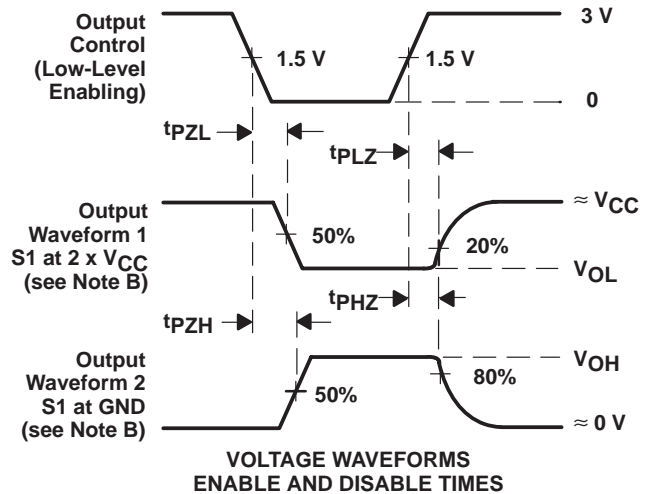 Output
Control
(Low-Level
Enabling)
1.5 V
1.5 V
3 V
0
tPZL
tPLZ
Output
Waveform 1
S1 at 2 x VCC
(see Note B)
50%
20%
≈ VCC
VOL
tPZH
tPHZ
Output
Waveform 2
S1 at GND
(see Note B)
50%
80%
VOH
≈ 0 V
VOLTAGE WAVEFORMS
ENABLE AND DISABLE TIMES